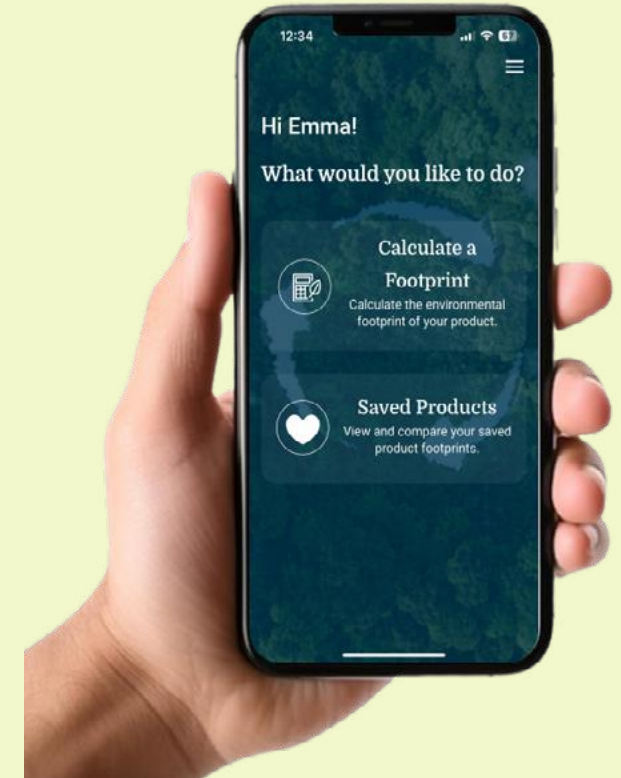 12:34
67
Hi Emma!
What would you like to do?
Calculate a
Footprint
Calculate the environmental
footprint of your product.
Saved Products
View and compare your saved
product footprints.